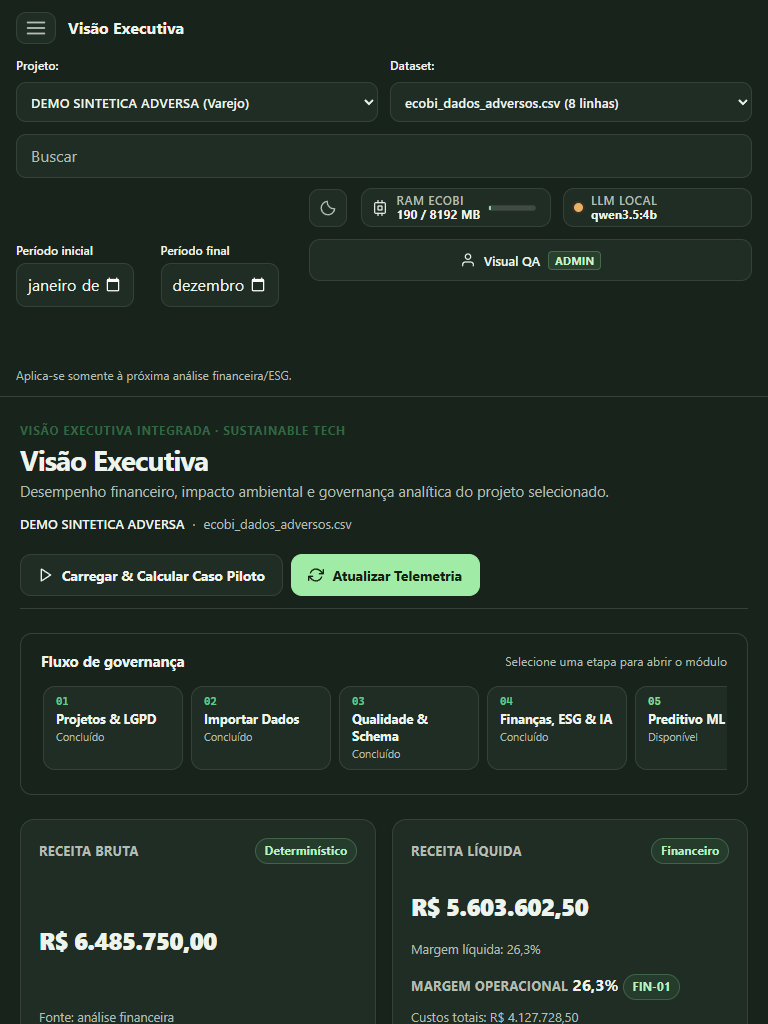 Visão Executiva
Projeto:
Dataset:
DEMO SINTETICA ADVERSA (Varejo)
ecobi_dados_adversos.csv (8 linhas)
Buscar
RAM ECOBI
190 / 8192 MB
LLM LOCAL
qwen3.5:4b
Período inicial
Período final
janeiro de
dezembro
Visual QA
ADMIN
Aplica-se somente à próxima análise financeira/ESG.
VISÃO EXECUTIVA INTEGRADA · SUSTAINABLE TECH
Visão Executiva
Desempenho financeiro, impacto ambiental e governança analítica do projeto selecionado.
DEMO SINTETICA ADVERSA · ecobi_dados_adversos.csv
Carregar & Calcular Caso Piloto
Atualizar Telemetria
Fluxo de governança
Selecione uma etapa para abrir o módulo
01
Projetos & LGPD
Concluído
02
Importar Dados
Concluído
03
Qualidade &
Schema
Concluído
04
Finanças, ESG & IA
Concluído
05
Preditivo ML
Disponível
RECEITA BRUTA
Determinístico
R$ 6.485.750,00
Fonte: análise financeira
RECEITA LÍQUIDA
Financeiro
R$ 5.603.602,50
Margem líquida: 26,3%
MARGEM OPERACIONAL 26,3% FIN-01
Custos totais: R$ 4.127.728,50